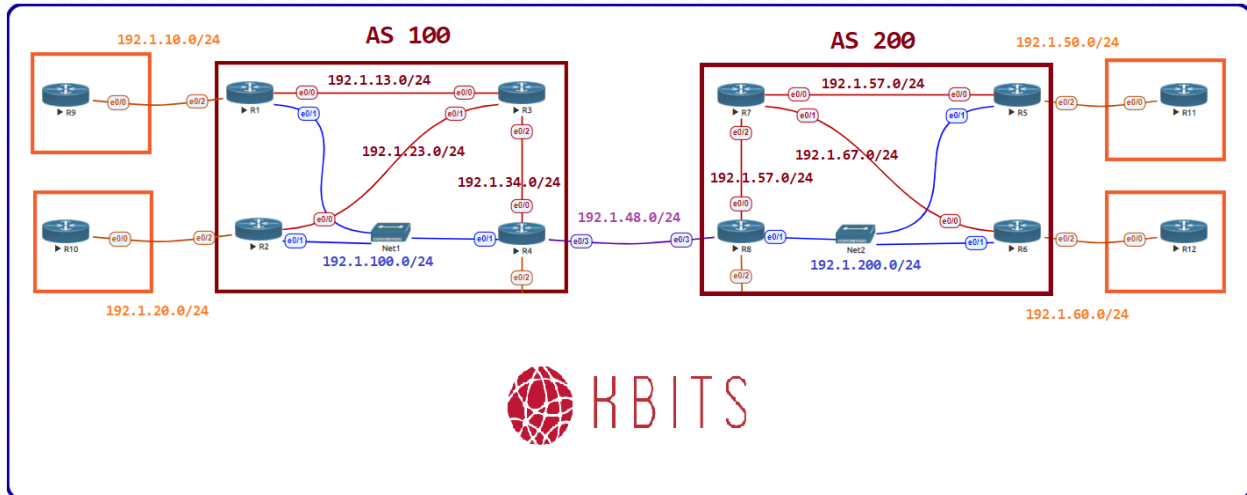 AS 100
AS 200
192.1.10.0/24
192.1.50.0/24
192.1.13.0/24
192.1.57.0/24
e0/0
e0/2
e0/0
e0/0
e0/0
e0/0
e0/2
e0/0
R9
R1
R3
R7
R5
R11
e0/1
e0/1
e0/1
e0/1
e0/2
e0/2
192.1.23.0/24
192.1.67.0/24
192.1.34.0/24
192.1.57.0/24
e0/0
e0/0
e0/0
e0/0
192.1.48.0/24
e0/0
e0/2
e0/1
e0/1
e0/3
e0/3
e0/1
e0/1
e0/2
e0/0
R10
R2
Net1
R4
R8
Net2
R6
R12
192.1.100.0/24
192.1.200.0/24
e0/2
e0/2
192.1.20.0/24
192.1.60.0/24
KBITS